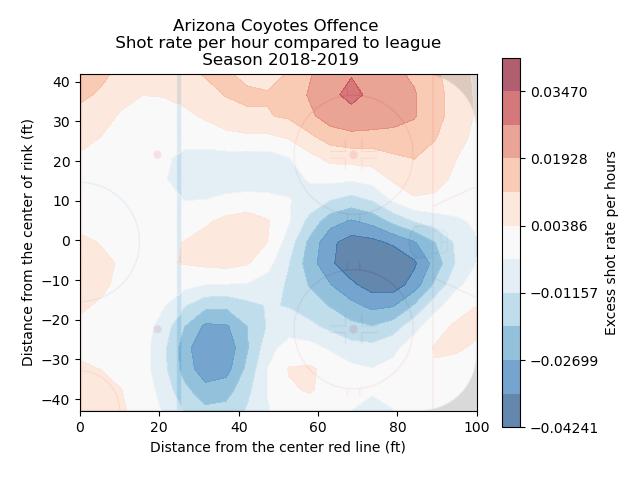 Arizona Coyotes Offence
Shot rate per hour compared to league
Season 2018-2019
Distance from the center of rink (ft)
40
30
20
10
0
−10
−20
−30
−40
0 20 40 60 80 100
Distance from the center red line (ft)
0.03470
0.01928
0.00386
−0.01157
−0.02699
−0.04241
Excess shot rate per hours